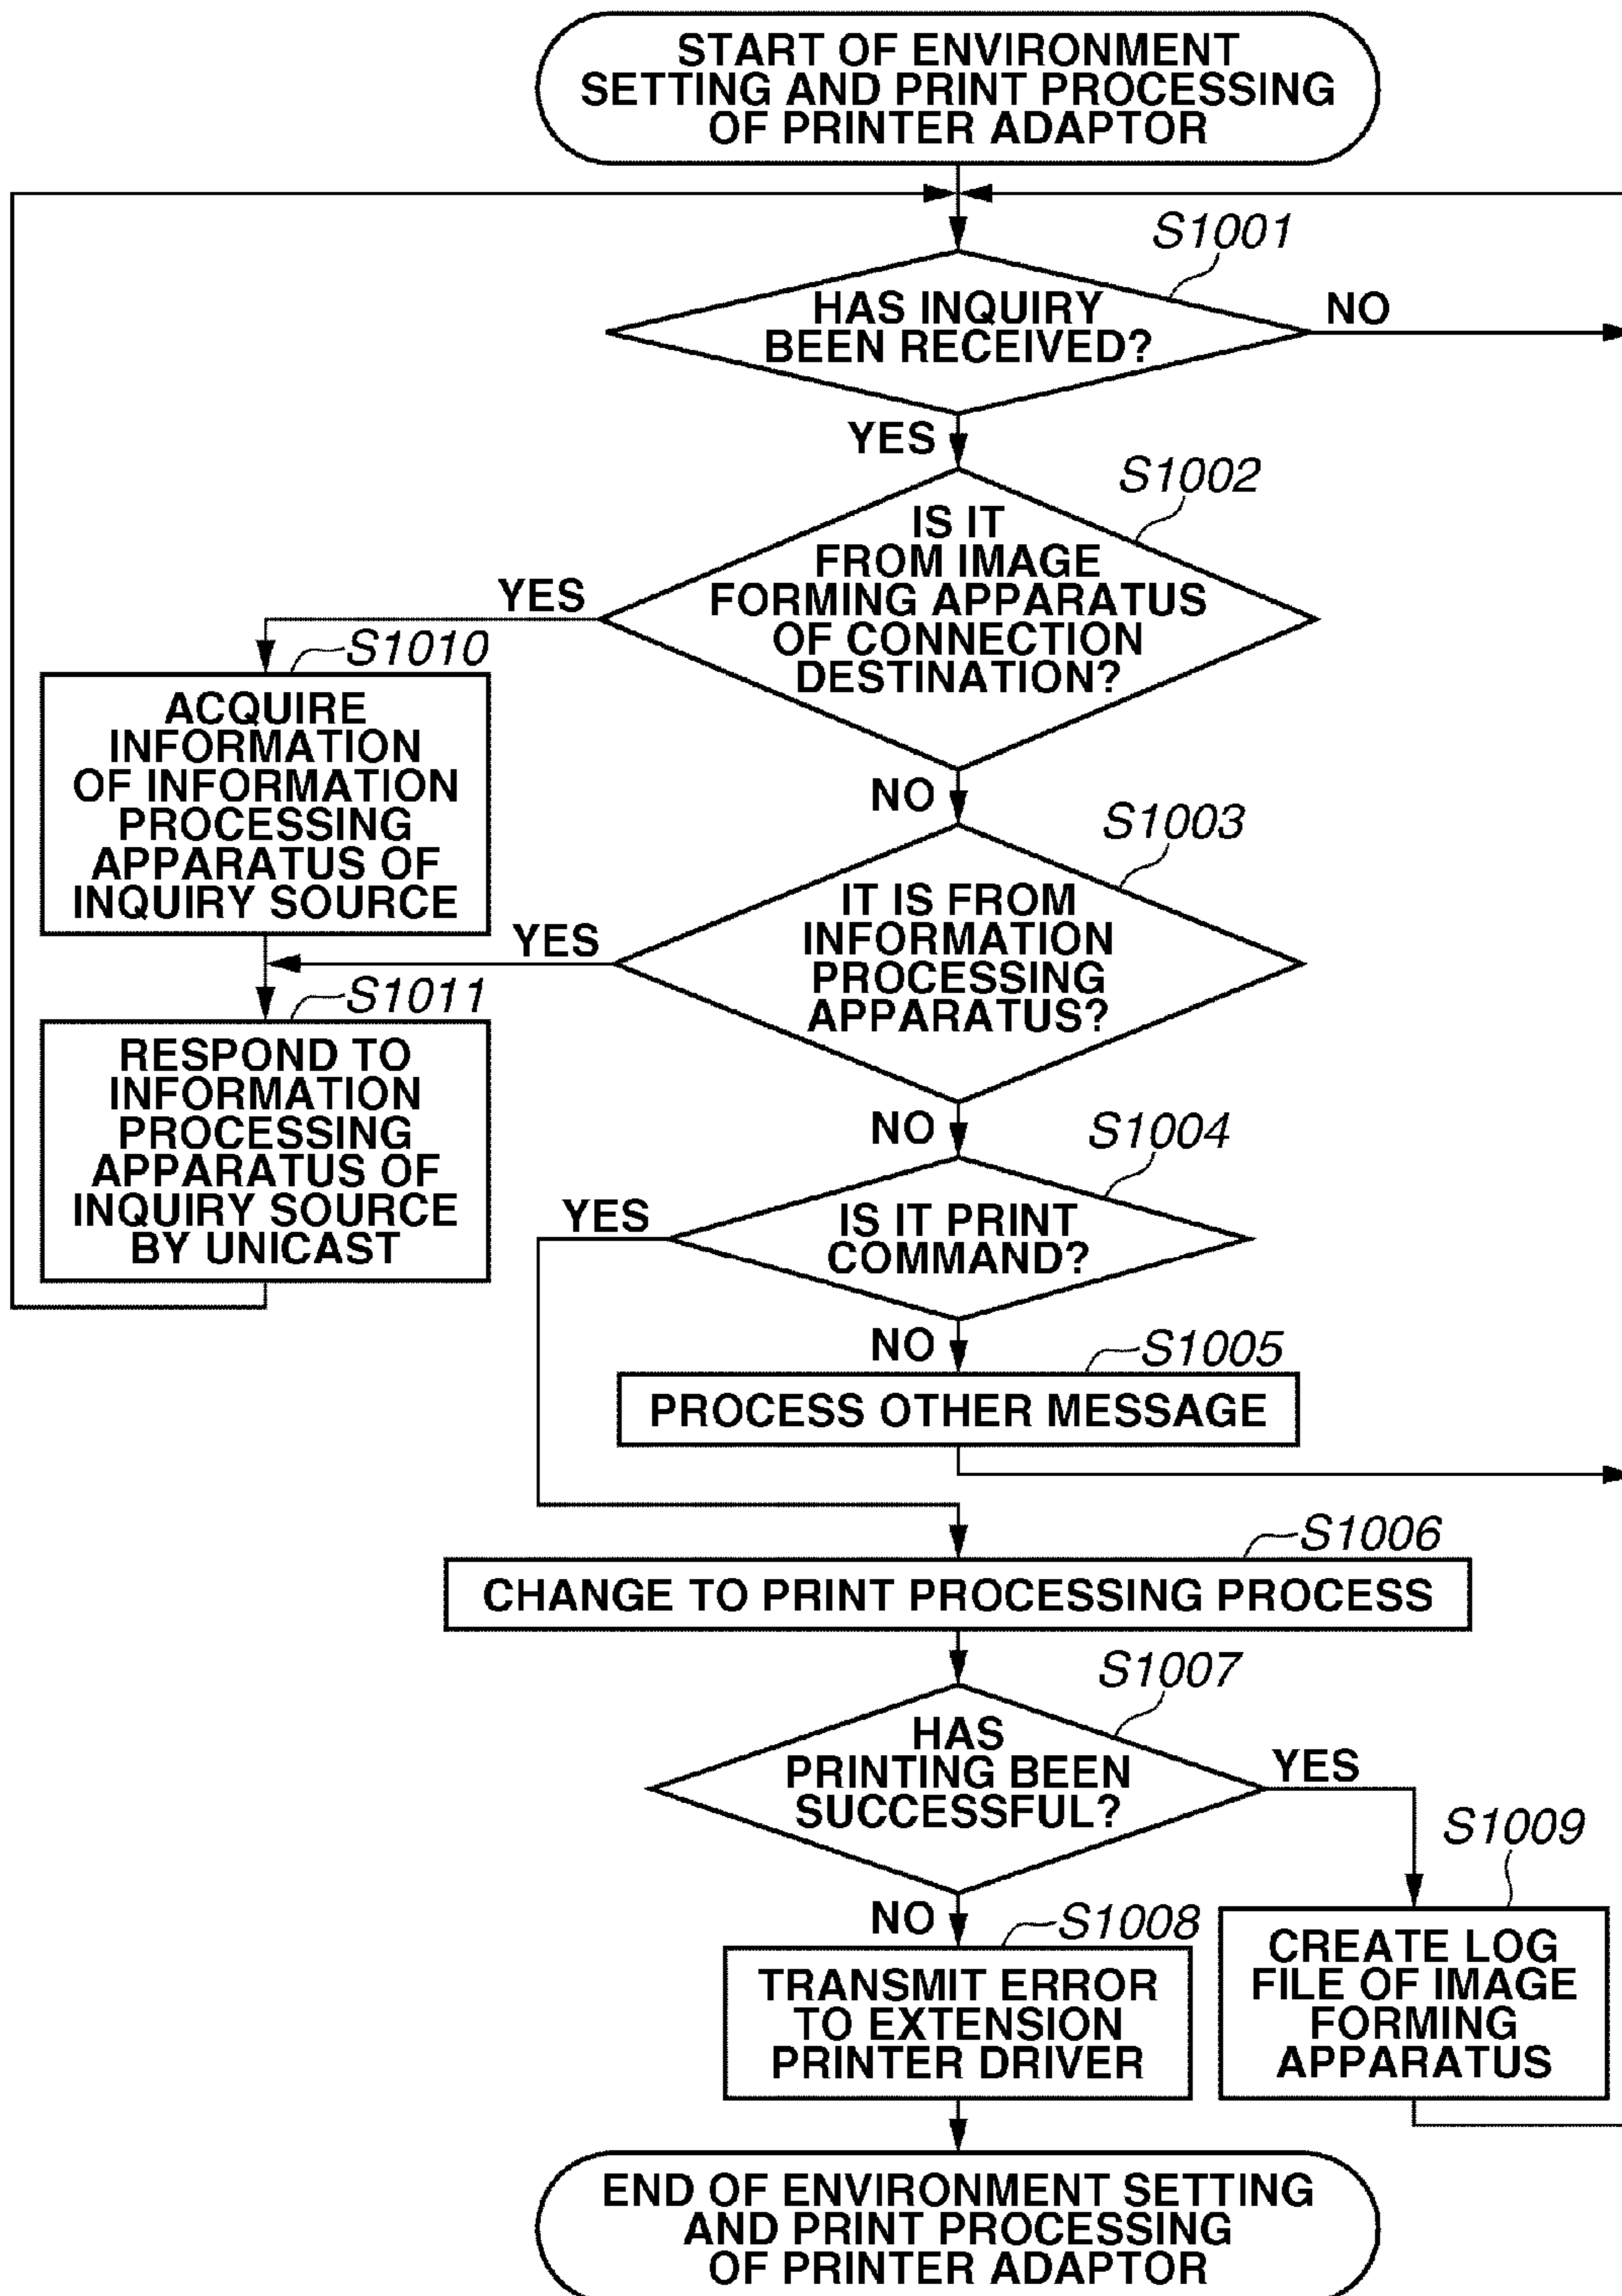 START OF ENVIRONMENT
SETTING AND PRINT PROCESSING
OF PRINTER ADAPTOR
S1001
HAS INQUIRY
BEEN RECEIVED?
NO
YES
S1002
IS IT
FROM IMAGE
FORMING APPARATUS
OF CONNECTION
DESTINATION?
YES
S1010
ACQUIRE
INFORMATION
OF INFORMATION
PROCESSING
APPARATUS OF
INQUIRY SOURCE
NO
S1003
IT IS FROM
INFORMATION
PROCESSING
APPARATUS?
YES
S1011
RESPOND TO
INFORMATION
PROCESSING
APPARATUS OF
INQUIRY SOURCE
BY UNICAST
NO
S1004
IS IT PRINT
COMMAND?
YES
NO
S1005
PROCESS OTHER MESSAGE
S1006
CHANGE TO PRINT PROCESSING PROCESS
S1007
HAS
PRINTING BEEN
SUCCESSFUL?
YES
S1009
CREATE LOG
FILE OF IMAGE
FORMING
APPARATUS
NO
S1008
TRANSMIT ERROR
TO EXTENSION
PRINTER DRIVER
END OF ENVIRONMENT SETTING
AND PRINT PROCESSING
OF PRINTER ADAPTOR